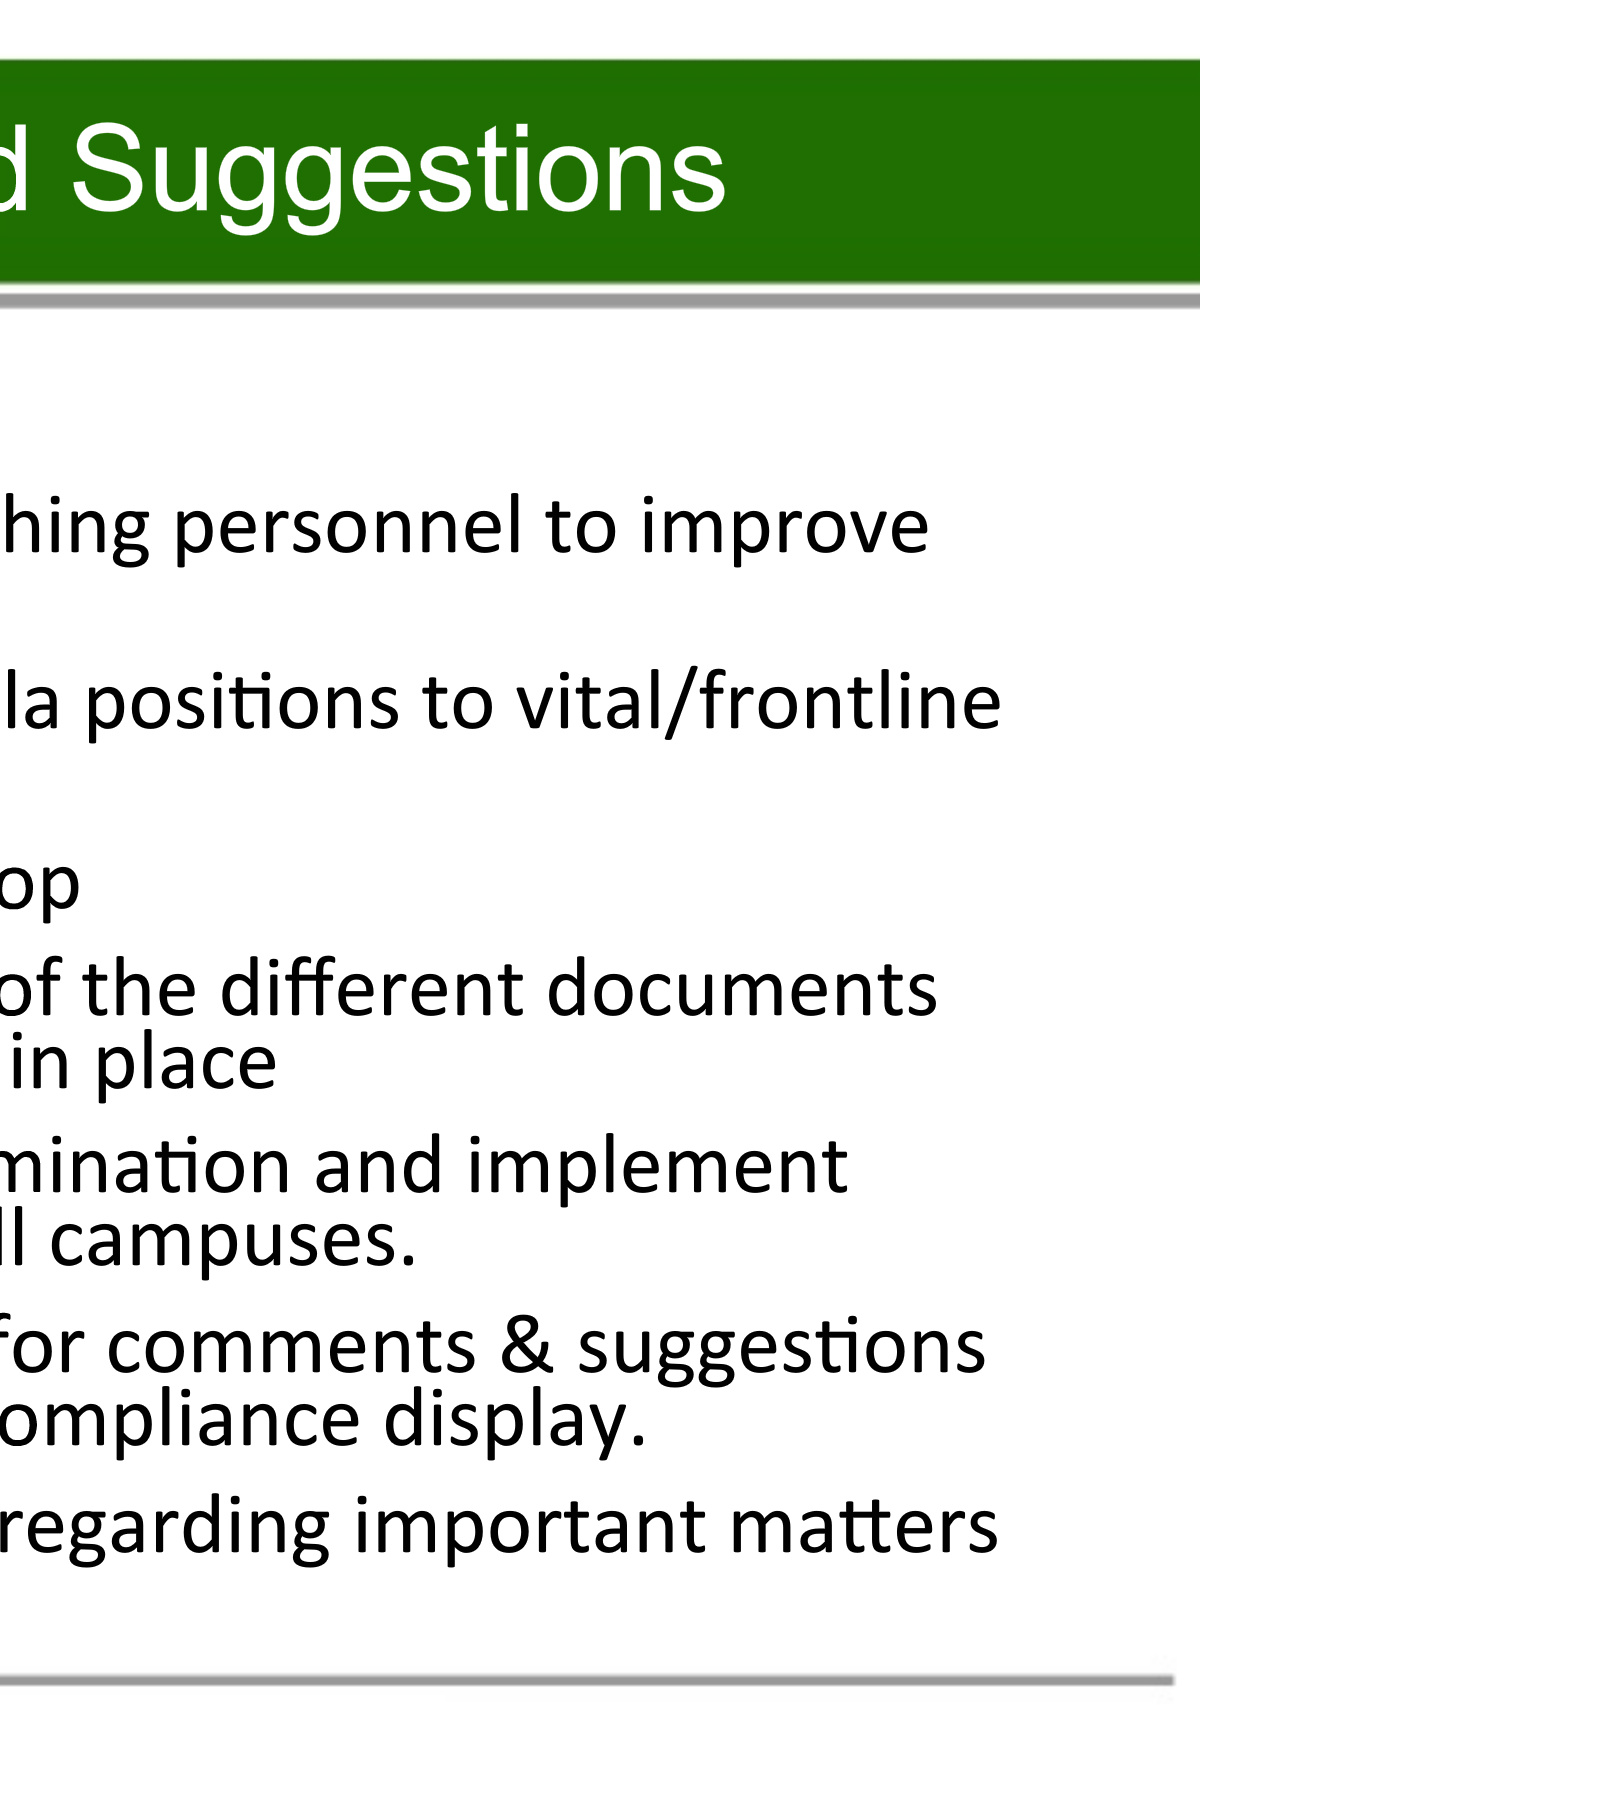 d Suggestions
hing personnel to improve
la positions to vital/frontline
op
of the different documents
in place
mination and implement
ll campuses.
for comments & suggestions
ompliance display.
regarding important matters